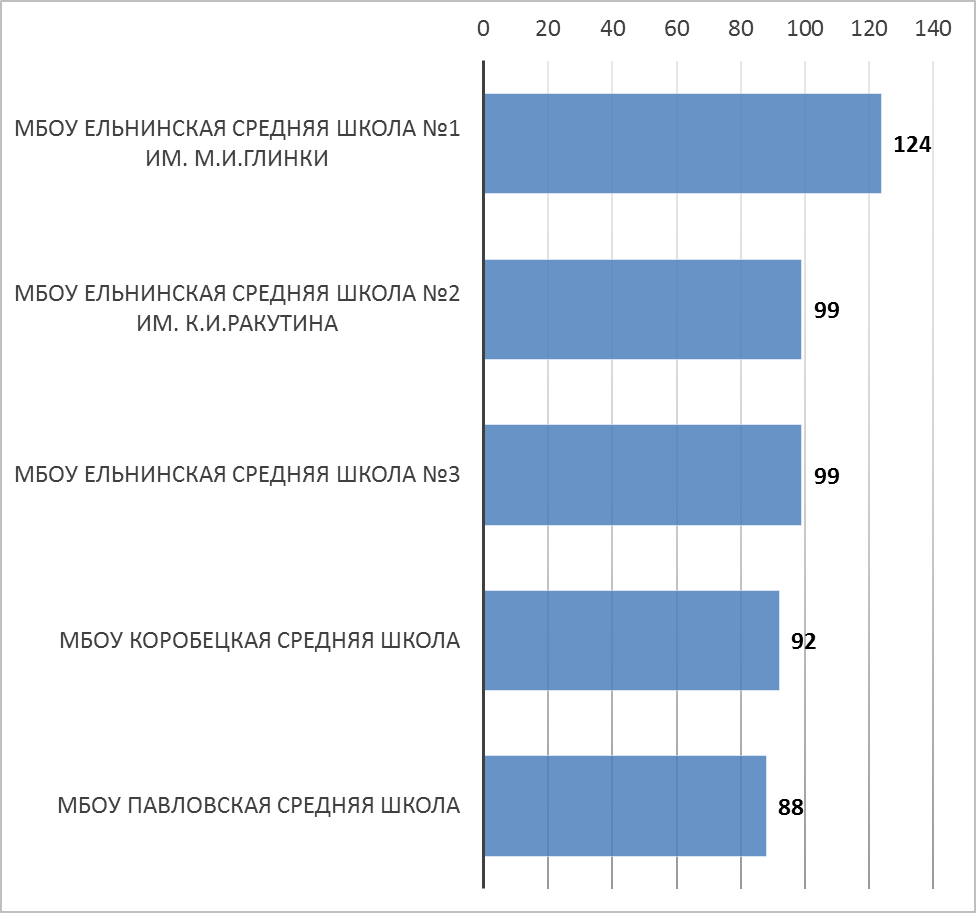 0 20 40 60 80 100 120 140
МБОУ ЕЛЬНИНСКАЯ СРЕДНЯЯ ШКОЛА №1
ИМ. М.И.ГЛИНКИ
124
МБОУ ЕЛЬНИНСКАЯ СРЕДНЯЯ ШКОЛА №2
ИМ. К.И.РАКУТИНА
99
МБОУ ЕЛЬНИНСКАЯ СРЕДНЯЯ ШКОЛА №3
99
МБОУ КОРОБЕЦКАЯ СРЕДНЯЯ ШКОЛА
92
МБОУ ПАВЛОВСКАЯ СРЕДНЯЯ ШКОЛА
88